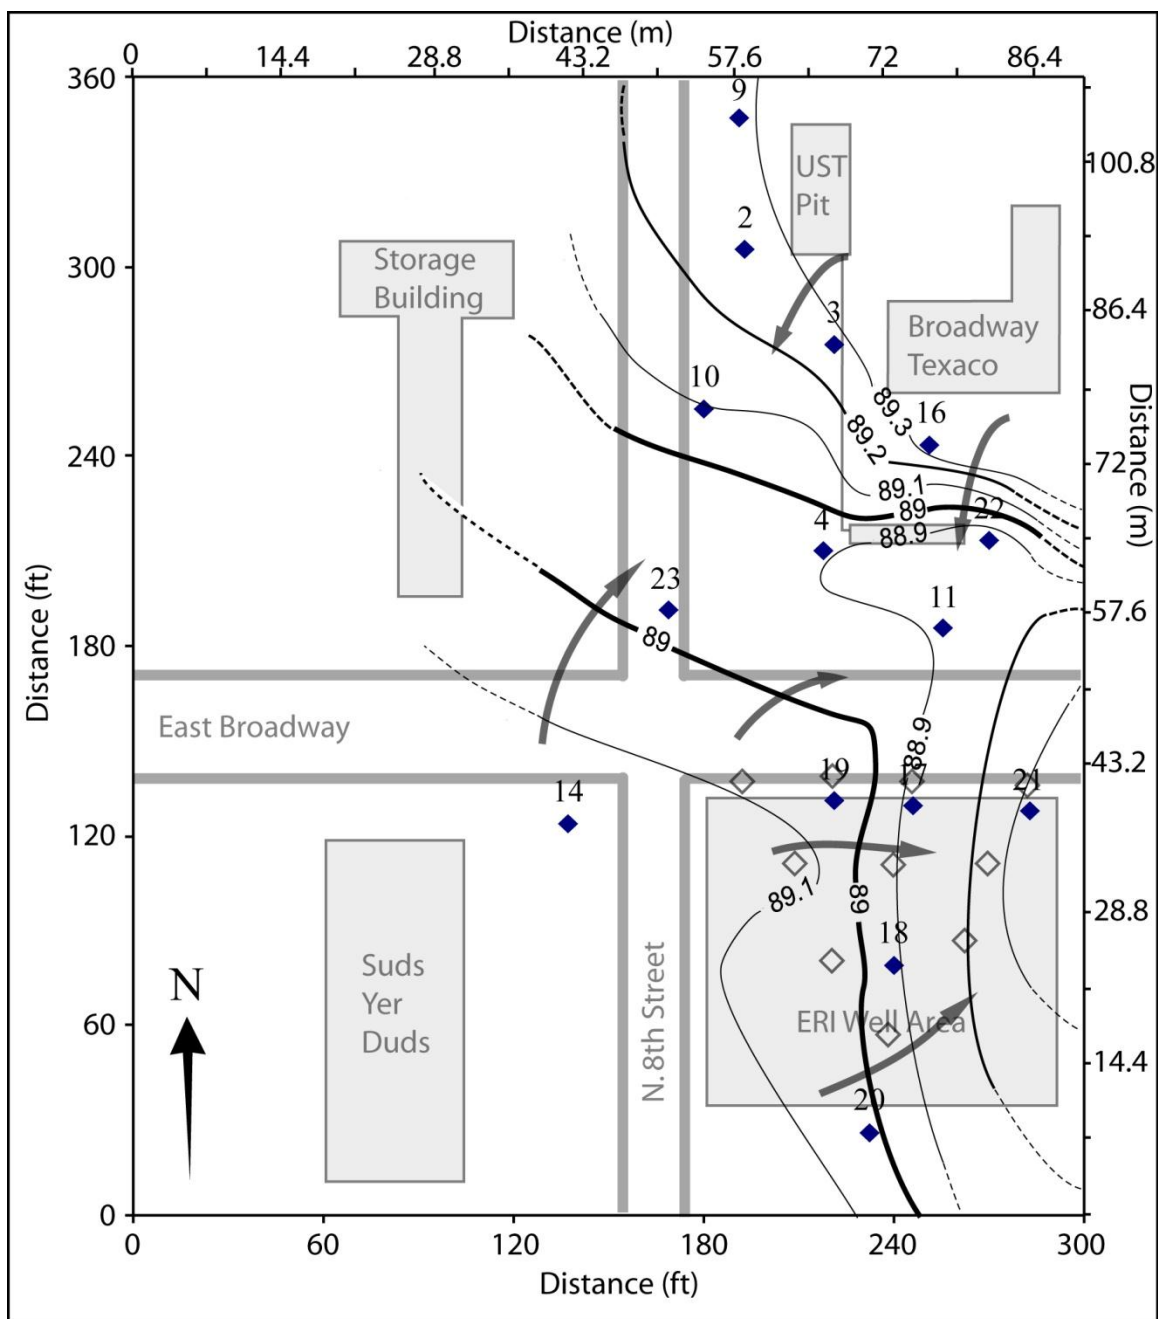 Distance (m)
0 14.4 28.8 43.2 57.6 72 86.4
360
9
UST
Pit
100.8
2
300
Storage
Building
86.4
3
Broadway
Texaco
10
89.3
16
89.2
240
72
Distance (m)
89.1
89
22
4
88.9
23
11
57.6
89
180
Distance (ft)
East Broadway
88.9
43.2
19
17
21
14
120
89.1
89
28.8
18
Suds
Yer
Duds
N
N. 8th Street
ERI Well Area
60
14.4
20
0
0 60 120 180 240 300
Distance (ft)